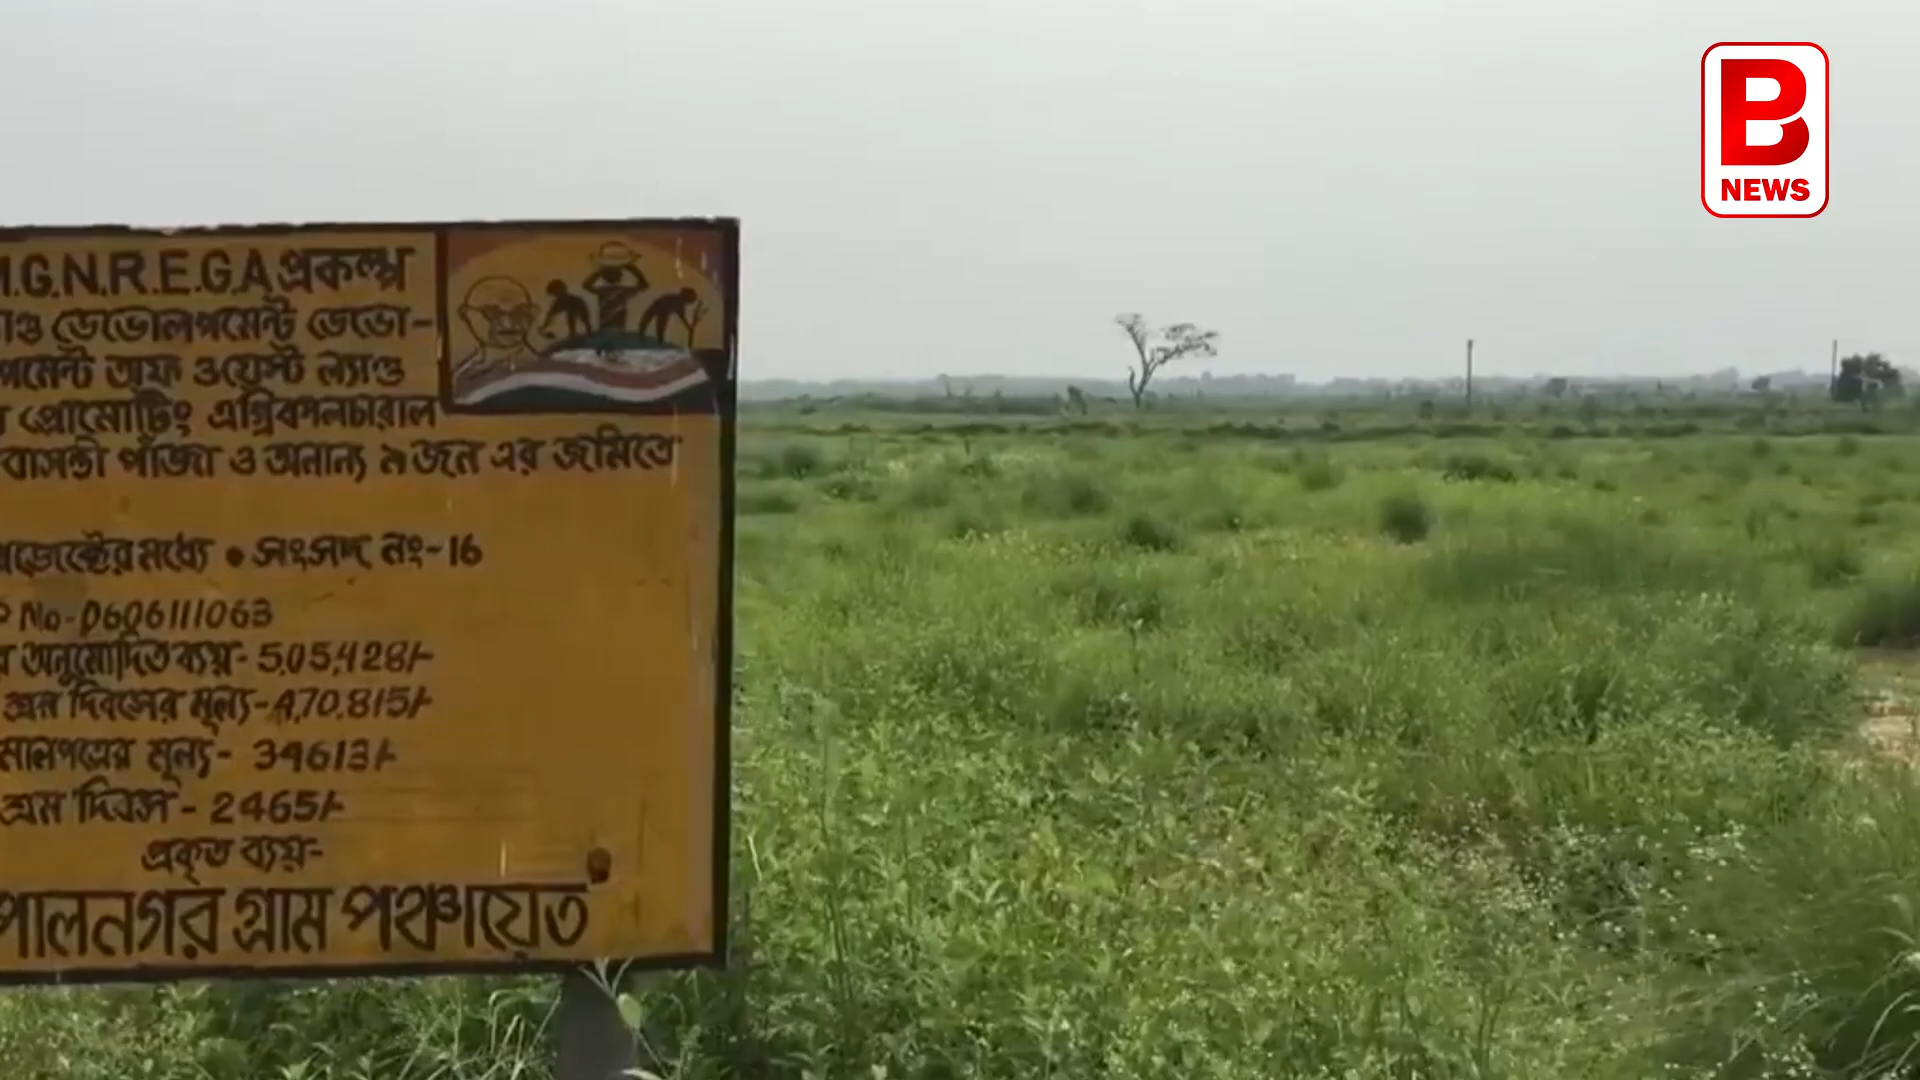 M.G.N.R.E.G.A প্রকল্প
ল্যাণ্ড ডেভোলপমেন্ট ডেভো-
পমেন্ট অফ ওয়েস্ট ল্যাণ্ড
প্রোমোটিং এগ্রিকালচারাল
বাসন্তী পাঁজা ও অনান্য ৯ জন এর জমিতে
প্রজেক্টের মধ্যে • সংসদ নং-16
P No-0606111063
অনুমোদিত ব্যয়- 5,05,428/-
শ্রম দিবসের মূল্য- 4,70,815/-
মালপত্রের মূল্য- 34613/-
শ্রম দিবস - 2465/-
প্রকৃত ব্যয়-
পালনগর গ্রাম পঞ্চায়েত
B
NEWS